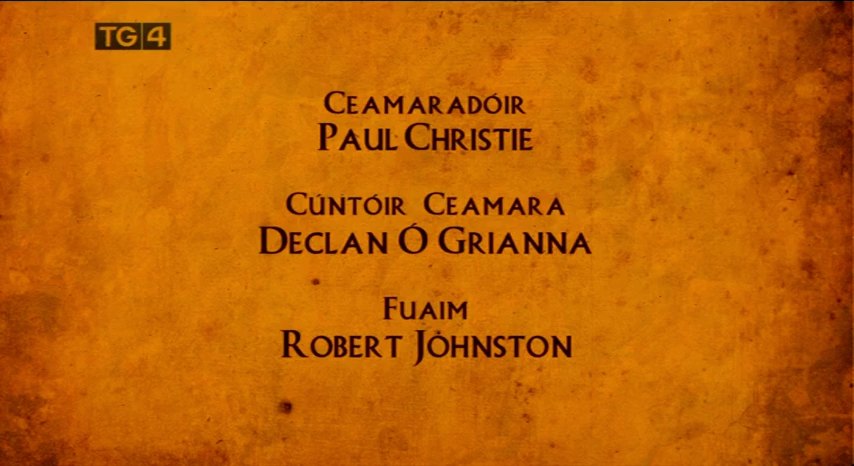 TG4
Ceamaradóir
Paul Christie
Cúntóir Ceamara
Declan Ó Grianna
Fuaim
Robert Johnston